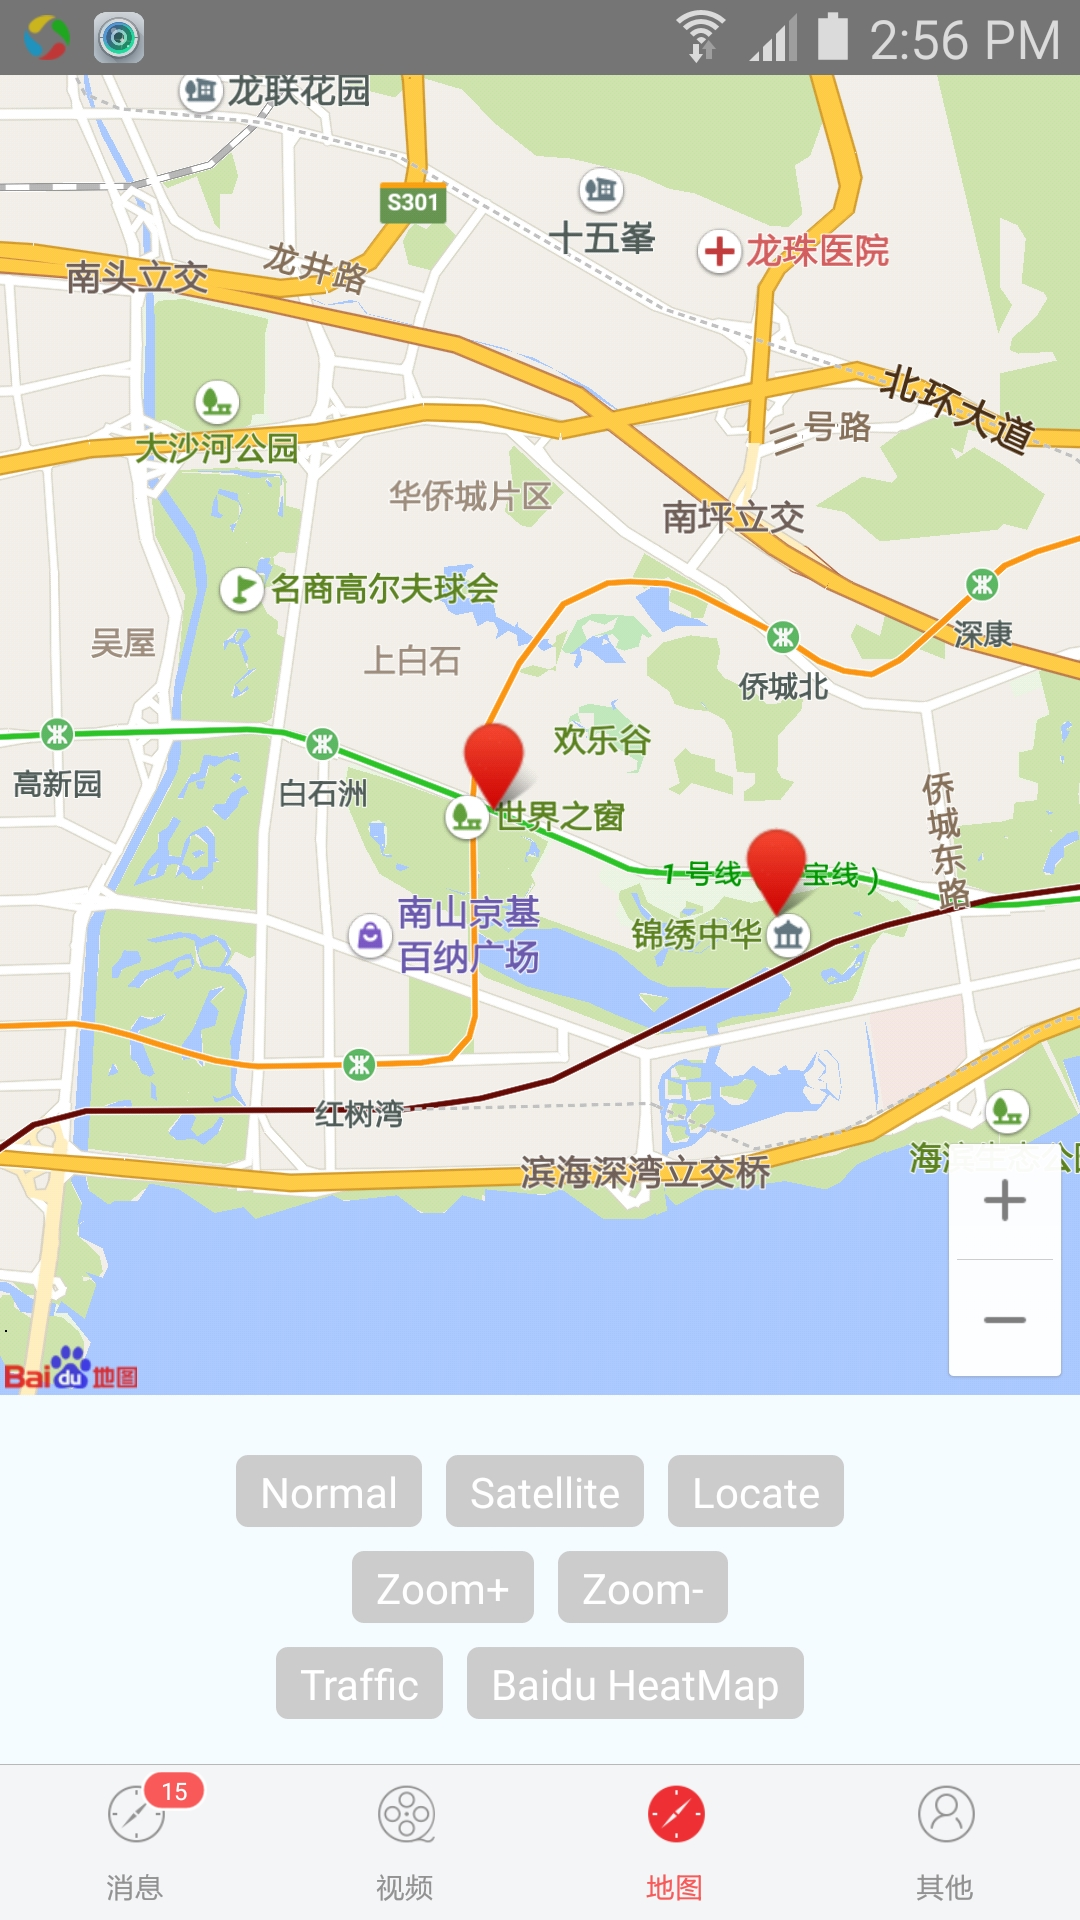 2:56 PM
龙联花园
S301
十五峯
龙珠医院
龙井路
南头立交
北环大道
三号路
大沙河公园
华侨城片区
南坪立交
名商高尔夫球会
深康
吴屋
上白石
侨城北
欢乐谷
高新园
白石洲
侨城东路
世界之窗
1号线
宝线)
南山京基
百纳广场
锦绣中华
红树湾
滨海深湾立交桥
海滨生态公园
+
−
Baidu地图
Normal
Satellite
Locate
Zoom+
Zoom-
Traffic
Baidu HeatMap
15
消息
视频
地图
其他